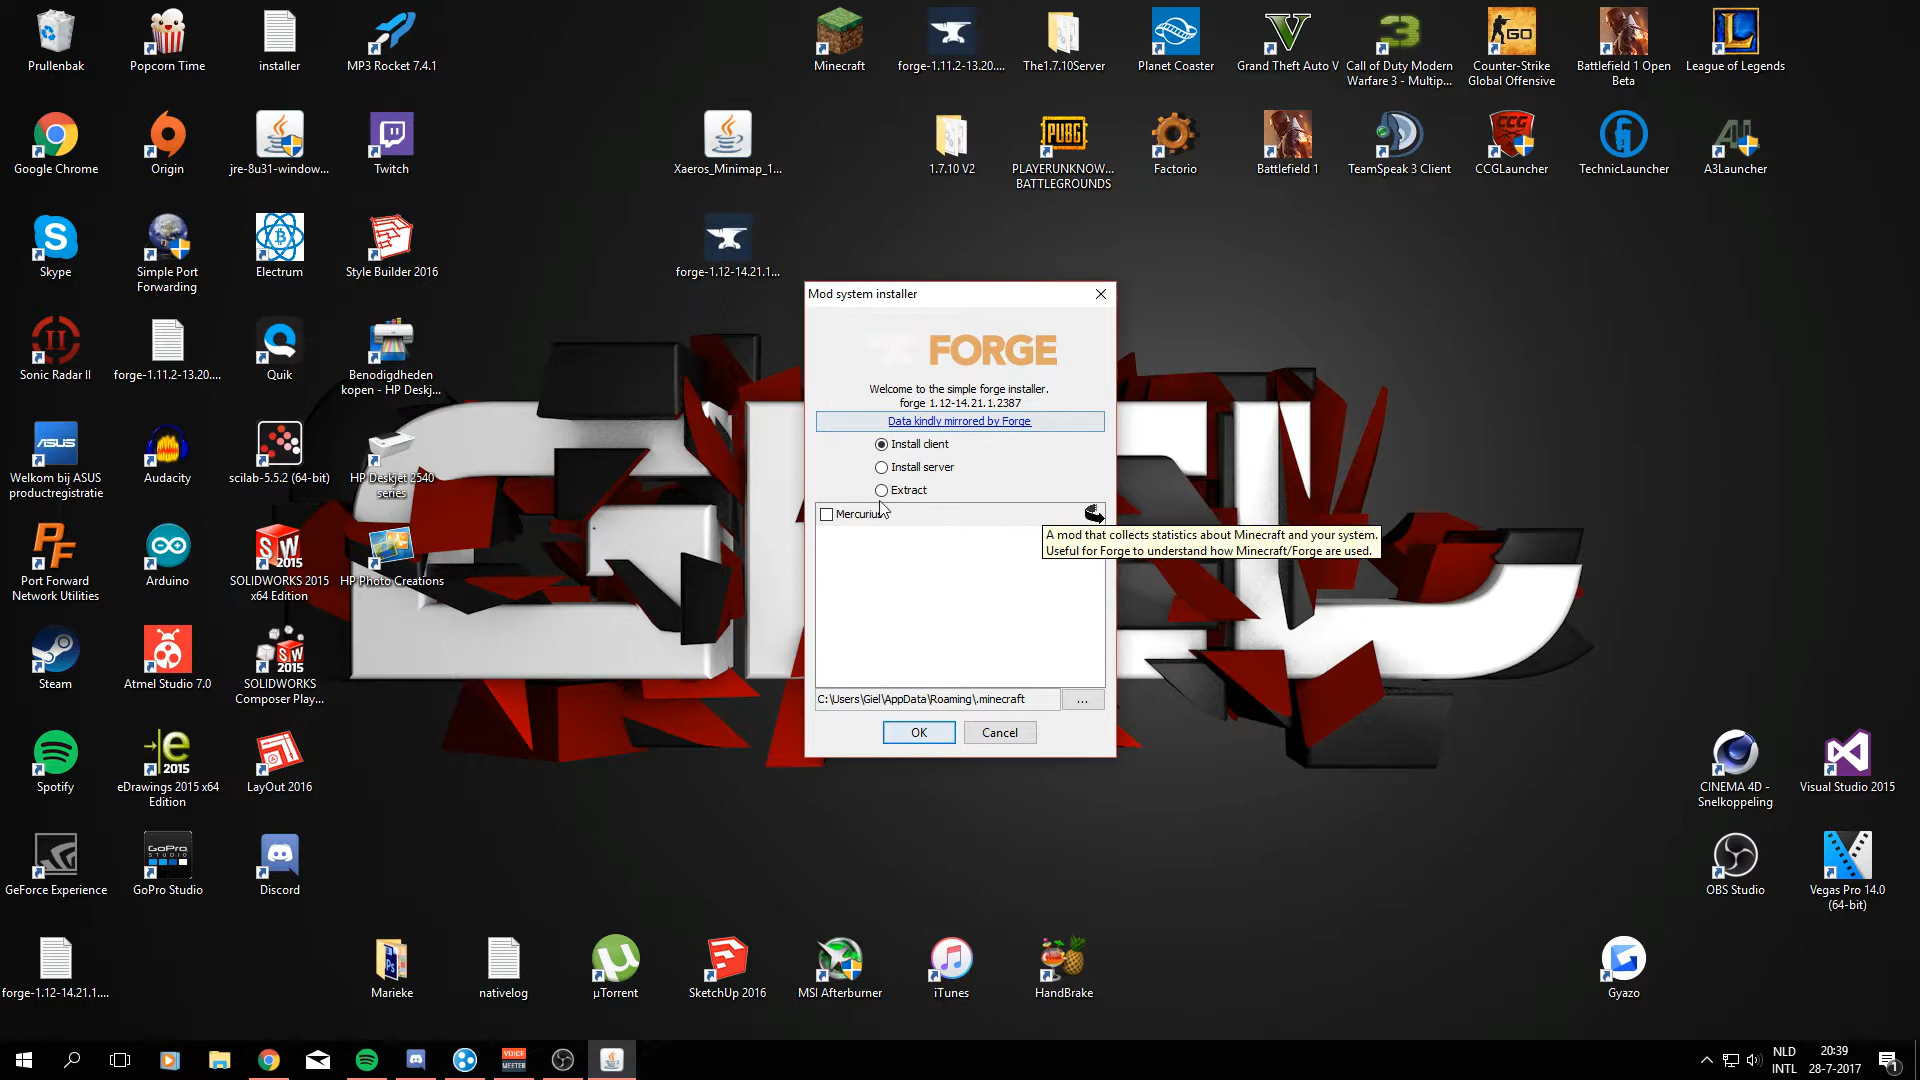 Prullenbak
Popcorn Time
installer
MP3 Rocket 7.4.1
Minecraft
forge-1.11.2-13.20....
The1.7.10Server
Planet Coaster
Grand Theft Auto V
Call of Duty Modern
Warfare 3 - Multip...
Counter-Strike
Global Offensive
Battlefield 1 Open
Beta
League of Legends
Google Chrome
Origin
jre-8u31-window...
Twitch
Xaeros_Minimap_1...
1.7.10 V2
PUBG
PLAYERUNKNOW...
BATTLEGROUNDS
Factorio
Battlefield 1
TeamSpeak 3 Client
CCG
CCGLauncher
TechnicLauncher
A3Launcher
Skype
Simple Port
Forwarding
Electrum
Style Builder 2016
forge-1.12-14.21.1...
Sonic Radar II
forge-1.11.2-13.20....
Quik
Benodigdheden
kopen - HP Deskj...
Welkom bij ASUS
productregistratie
Audacity
scilab-5.5.2 (64-bit)
HP Deskjet 2540
series
Port Forward
Network Utilities
Arduino
SOLIDWORKS 2015
x64 Edition
HP Photo Creations
Steam
Atmel Studio 7.0
SOLIDWORKS
Composer Play...
Spotify
eDrawings 2015 x64
Edition
LayOut 2016
GeForce Experience
GoPro Studio
Discord
forge-1.12-14.21.1....
Marieke
nativelog
µTorrent
SketchUp 2016
MSI Afterburner
iTunes
HandBrake
CINEMA 4D -
Snelkoppeling
Visual Studio 2015
OBS Studio
Vegas Pro 14.0
(64-bit)
Gyazo
Mod system installer
FORGE
Welcome to the simple forge installer.
forge 1.12-14.21.1.2387
Data kindly mirrored by Forge
Install client
Install server
Extract
Mercurius
A mod that collects statistics about Minecraft and your system.
Useful for Forge to understand how Minecraft/Forge are used.
C:\Users\Giel\AppData\Roaming\.minecraft
...
OK
Cancel
VOICE
MEETER
NLD
INTL
20:39
28-7-2017
1